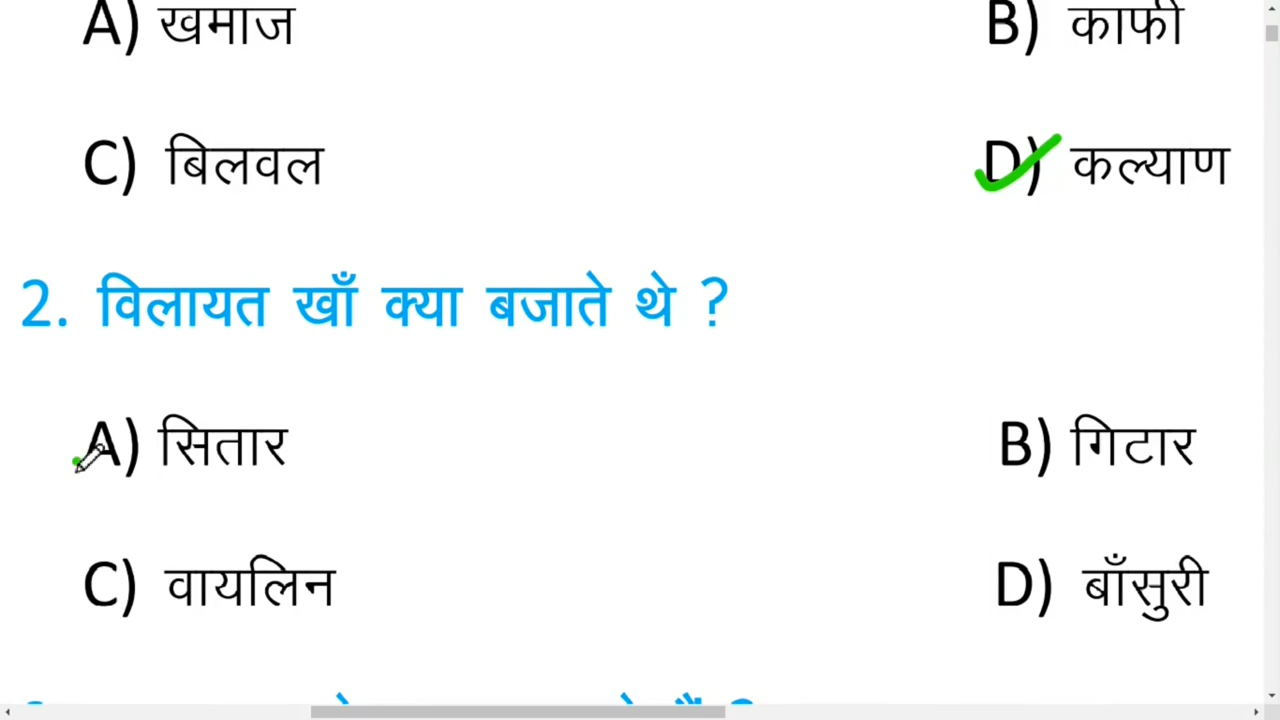 A) खमाज B) काफी
C) बिलवल D) कल्याण
2. विलायत खाँ क्या बजाते थे ?
A) सितार B) गिटार
C) वायलिन D) बाँसुरी